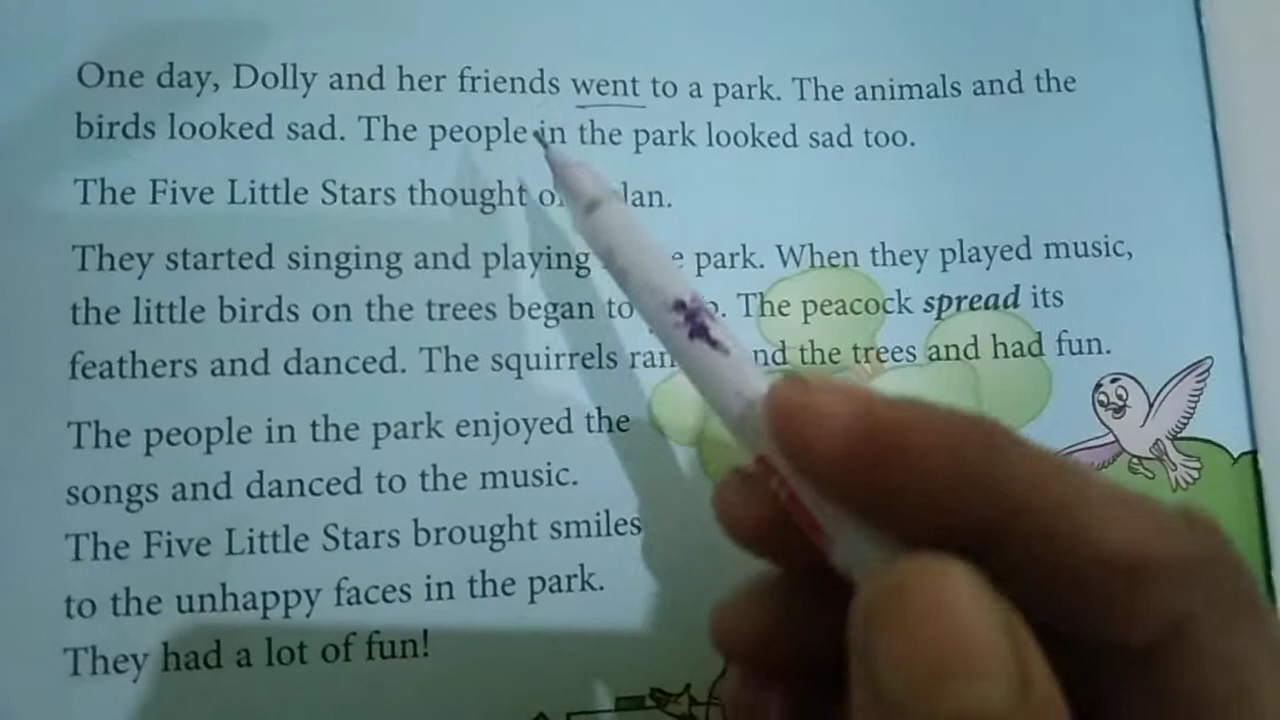 One day, Dolly and her friends went to a park. The animals and the
birds looked sad. The people in the park looked sad too.
The Five Little Stars thought lan.
They started singing and playing e park. When they played music,
the little birds on the trees began to The peacock spread its
feathers and danced. The squirrels ran nd the trees and had fun.
The people in the park enjoyed the
songs and danced to the music.
The Five Little Stars brought smiles
to the unhappy faces in the park.
They had a lot of fun!